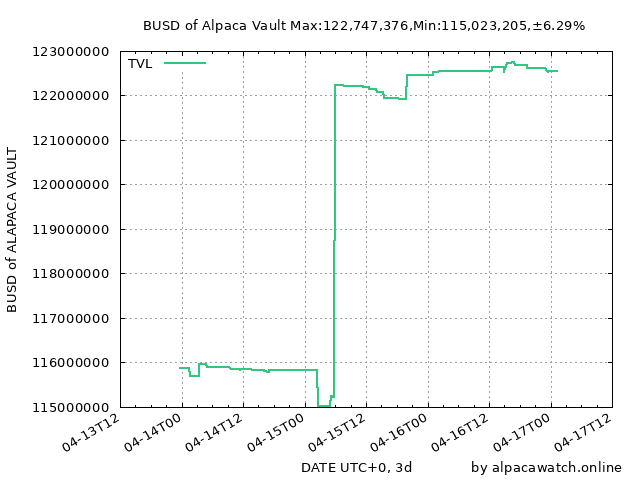 BUSD of Alpaca Vault Max:122,747,376,Min:115,023,205,±6.29%
TVL
123000000
122000000
121000000
120000000
119000000
118000000
117000000
116000000
115000000
BUSD of ALAPACA VAULT
04-13T12 04-14T00 04-14T12 04-15T00 04-15T12 04-16T00 04-16T12 04-17T00 04-17T12
DATE UTC+0, 3d by alpacawatch.online